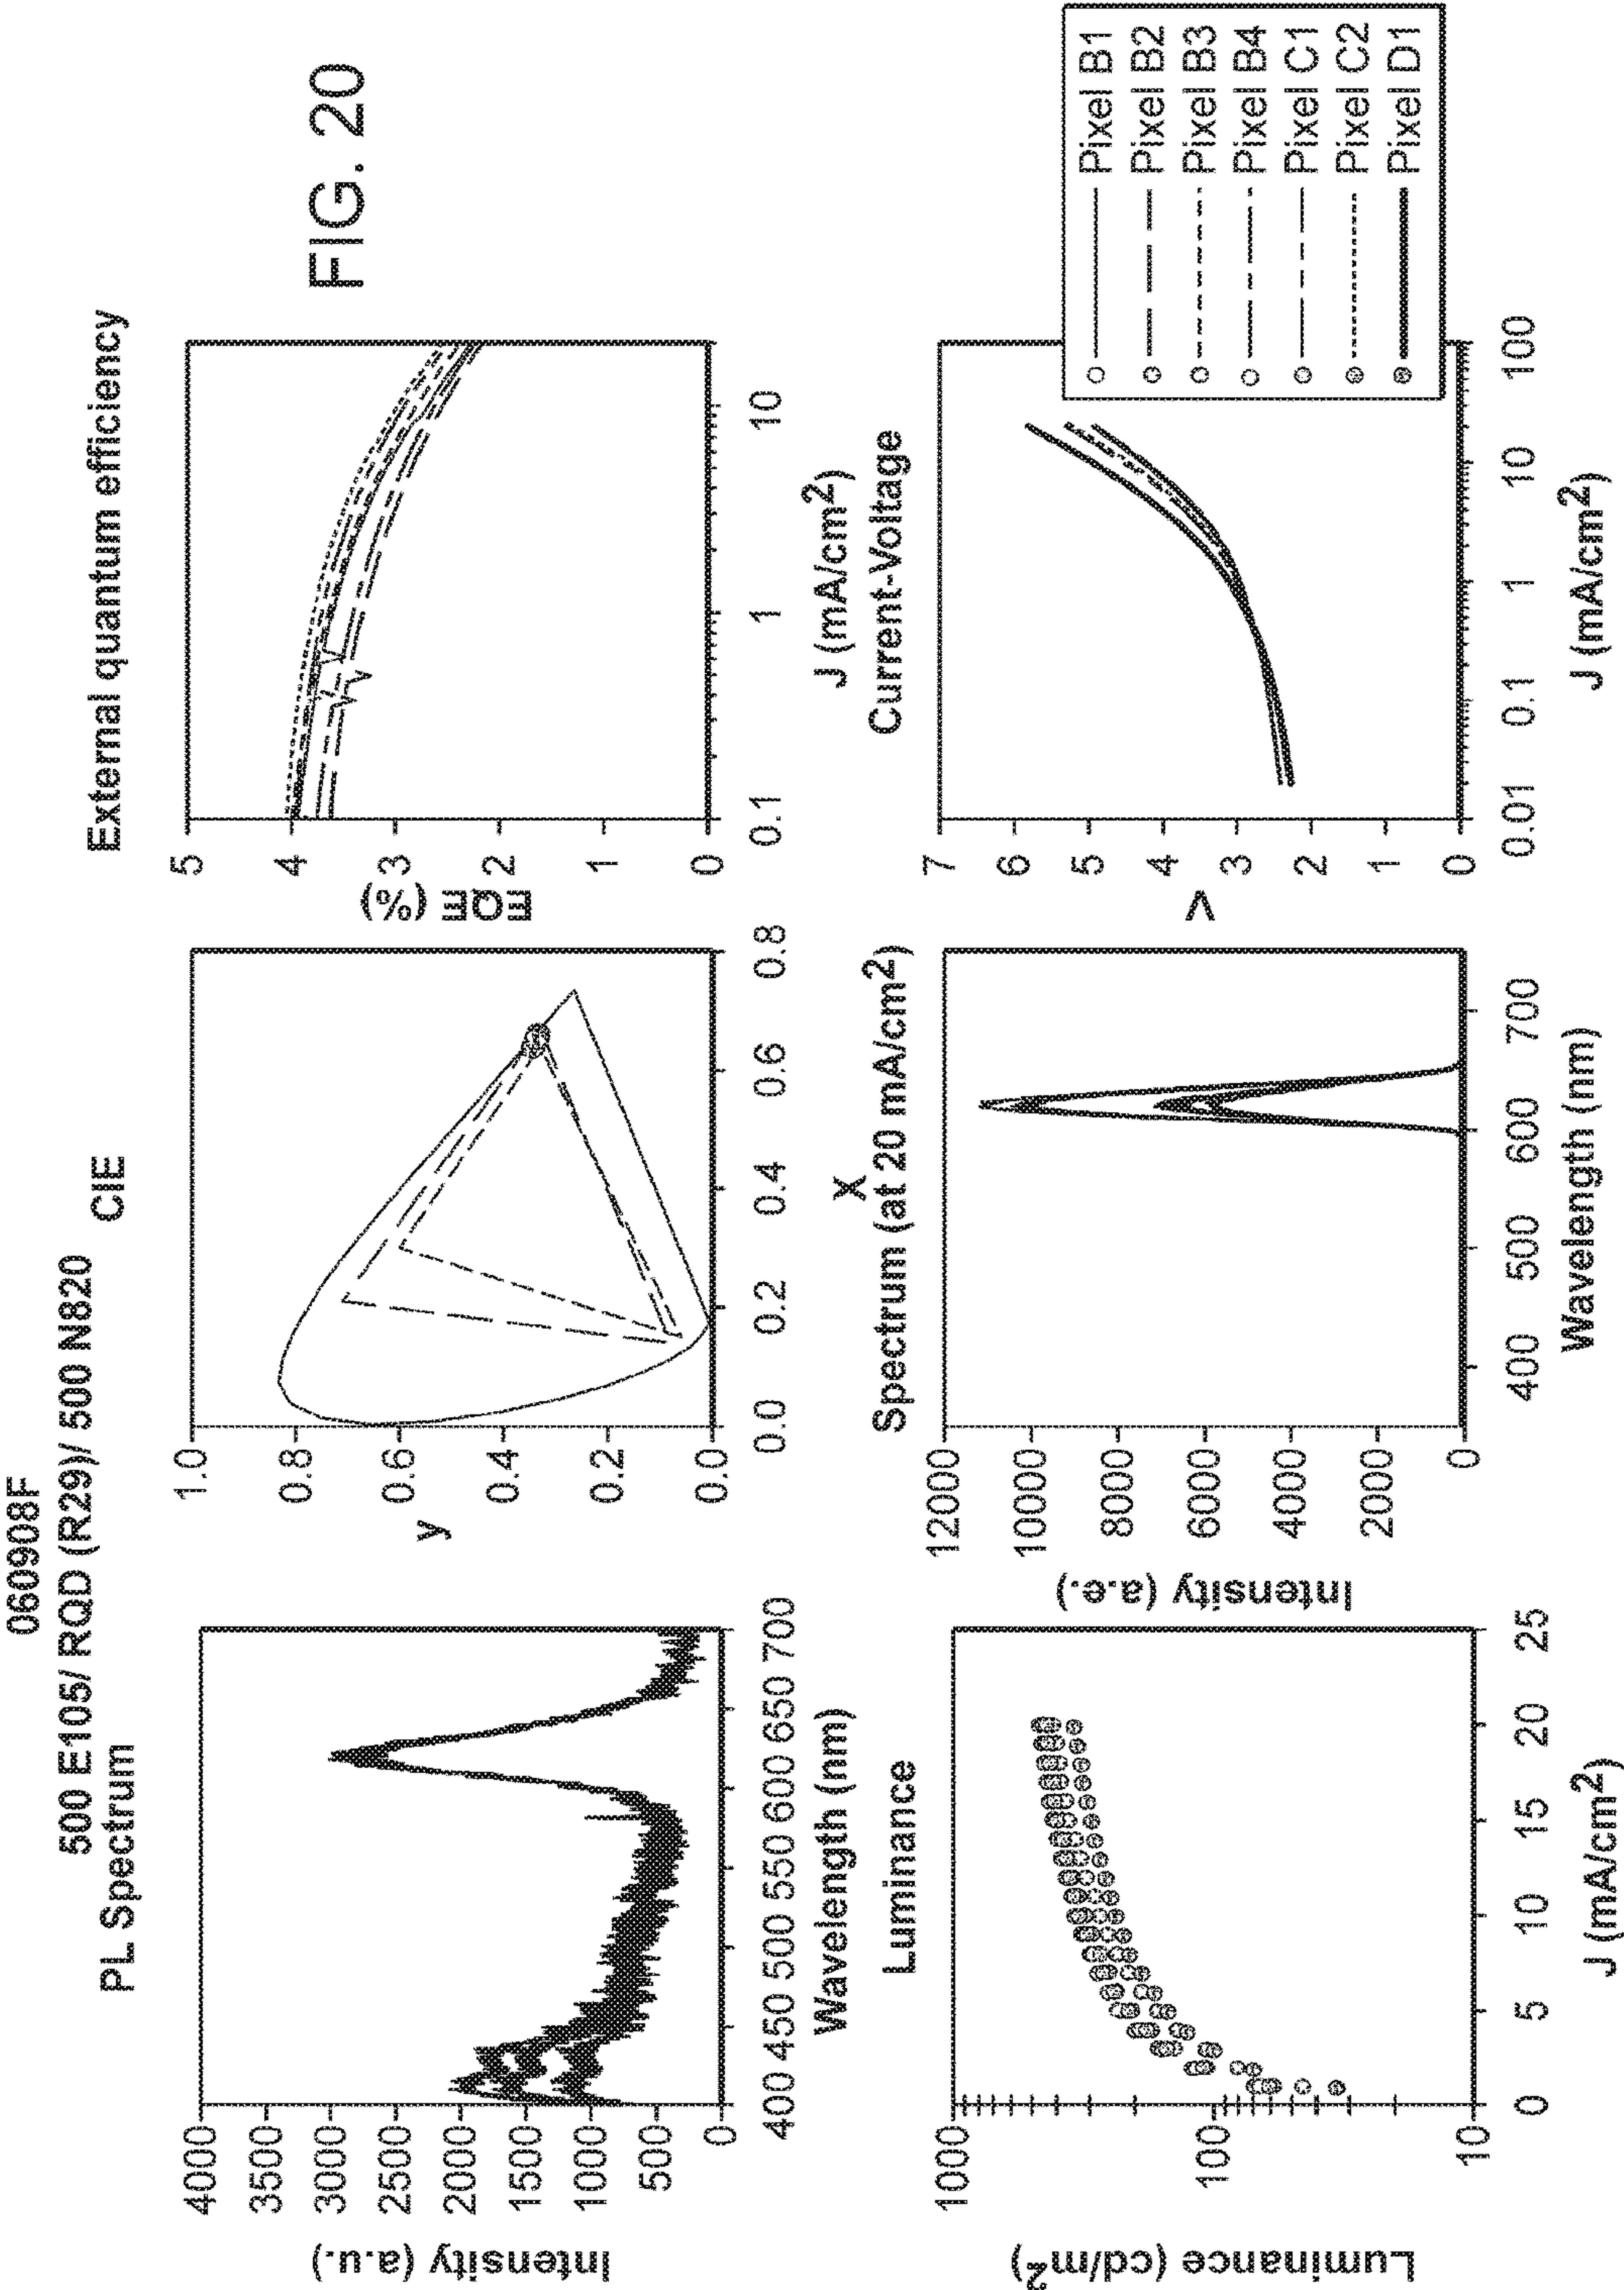 060908F
500 E105/ RQD (R29)/ 500 N820
PL Spectrum
Intensity (a.u.)
4000
3500
3000
2500
2000
1500
1000
500
0
400 450 500 550 600 650 700
Wavelength (nm)
CIE
y
1.0
0.8
0.6
0.4
0.2
0.0
0.0 0.2 0.4 0.6 0.8
X
External quantum efficiency
EQE (%)
5
4
3
2
1
0
0.1 1 10
J (mA/cm2)
FIG. 20
Luminance
Luminance (cd/m2)
1000
100
10
0 5 10 15 20 25
J (mA/cm2)
Spectrum (at 20 mA/cm2)
Intensity (a.e.)
12000
10000
8000
6000
4000
2000
0
400 500 600 700
Wavelength (nm)
Current-Voltage
V
7
6
5
4
3
2
1
0
0.01 0.1 1 10 100
J (mA/cm2)
Pixel B1
Pixel B2
Pixel B3
Pixel B4
Pixel C1
Pixel C2
Pixel D1